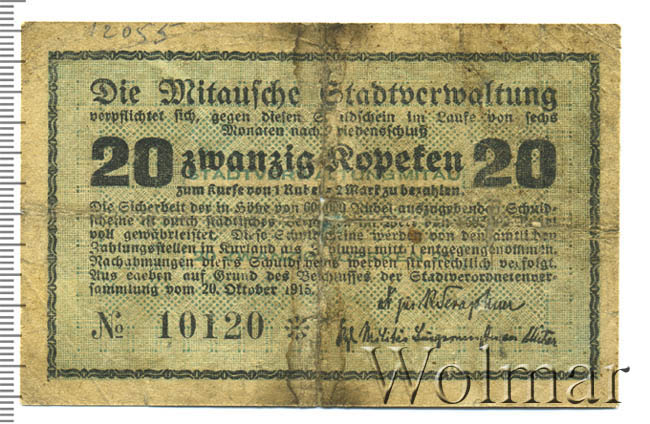 12055
Die Mitausche Stadtverwaltung
verpflichtet sich, gegen diesen Schuldschein im Laufe von sechs
Monaten nach Friedensschluß
20 zwanzig Kopeken 20
STADTVERWALTUNG MITAU
zum Kurse von 1 Rubel = 2 Mark zu bezahlen.
Die Sicherheit der in Höhe von Rubel auszugebenden Schuld-
scheine ist durch städtisches
voll gewährleistet. Diese Schuldscheine werden von den amtlichen
Zahlungsstellen in Kurland als Zahlungsmittel entgegengenommen.
Nachahmungen dieses Schuldscheins werden strafrechtlich verfolgt.
Ausgegeben auf Grund des Beschlusses der Stadtverordnetenver-
sammlung vom 20. Oktober 1915.
№ 10120
Wolmar